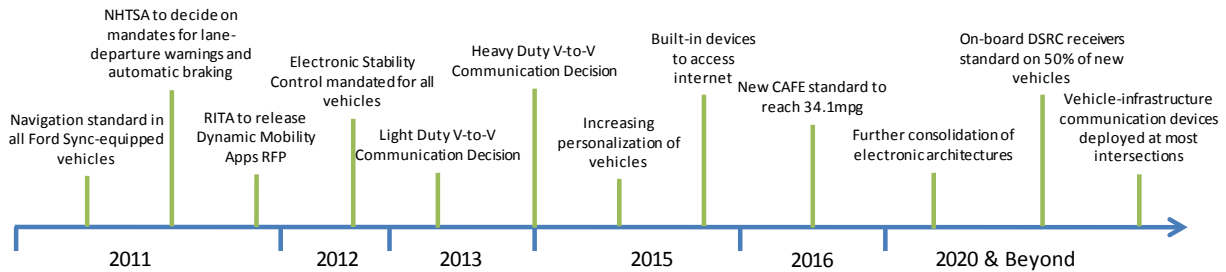 NHTSA to decide on
mandates for lane-
departure warnings and
automatic braking
Navigation standard in
all Ford Sync-equipped
vehicles
RITA to release
Dynamic Mobility
Apps RFP
Electronic Stability
Control mandated for all
vehicles
Light Duty V-to-V
Communication Decision
Heavy Duty V-to-V
Communication Decision
Increasing
personalization of
vehicles
Built-in devices
to access
internet
New CAFE standard to
reach 34.1mpg
Further consolidation of
electronic architectures
On-board DSRC receivers
standard on 50% of new
vehicles
Vehicle-infrastructure
communication devices
deployed at most
intersections
2011
2012
2013
2015
2016
2020 & Beyond